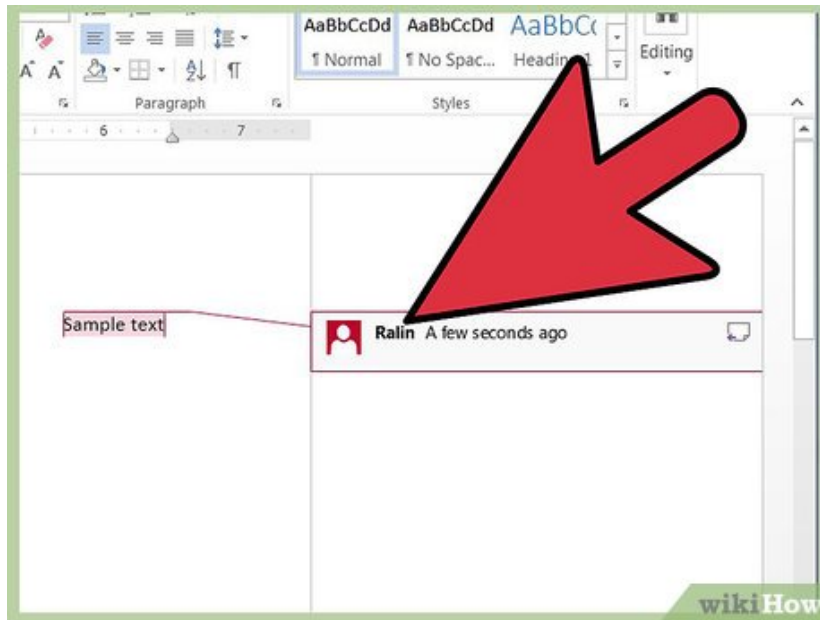 AaBbCcDd AaBbCcDd AaBbC
¶ Normal ¶ No Spac... Heading 1
Editing
Paragraph Styles
6 7
Sample text
Ralin A few seconds ago
wikiHow